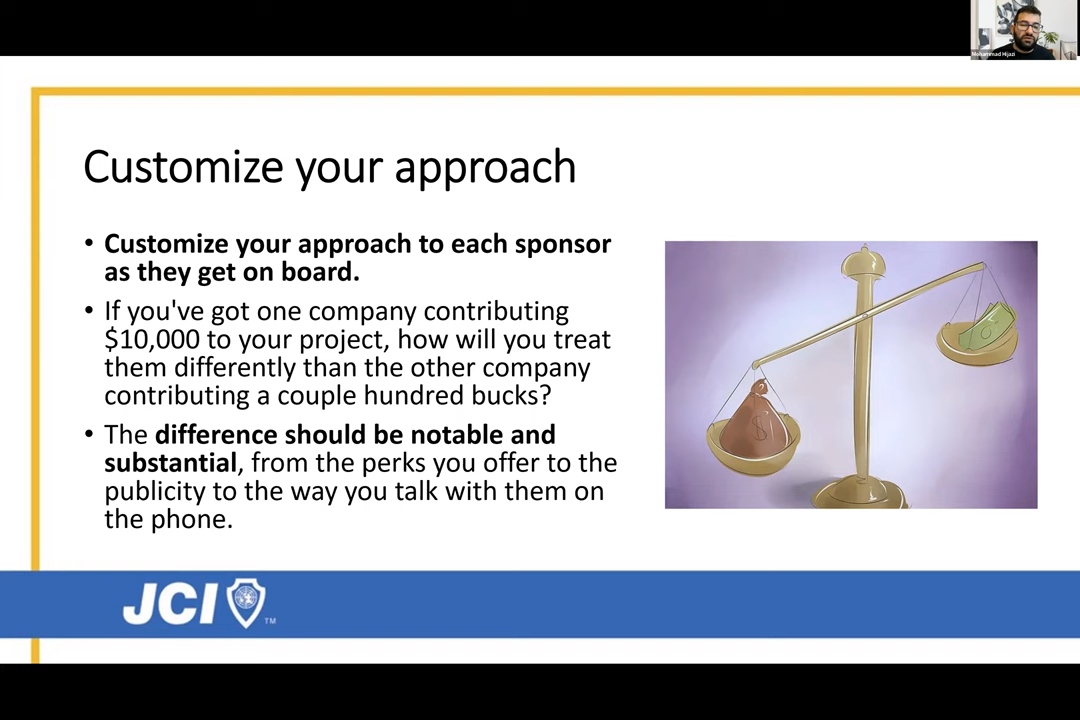 Mohammad Hijazi
Customize your approach
• Customize your approach to each sponsor
as they get on board.
• If you've got one company contributing
$10,000 to your project, how will you treat
them differently than the other company
contributing a couple hundred bucks?
• The difference should be notable and
substantial, from the perks you offer to the
publicity to the way you talk with them on
the phone.
$
JCI
TM